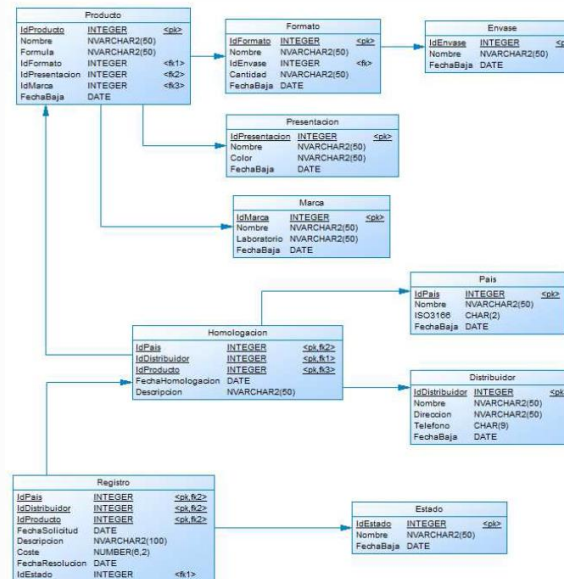 Producto
IdProducto INTEGER <pk>
Nombre NVARCHAR2(50)
Formula NVARCHAR2(50)
IdFormato INTEGER <fk1>
IdPresentacion INTEGER <fk2>
IdMarca INTEGER <fk3>
FechaBaja DATE
Formato
IdFormato INTEGER <pk>
Nombre NVARCHAR2(50)
IdEnvase INTEGER <fk>
Cantidad NVARCHAR2(50)
FechaBaja DATE
Envase
IdEnvase INTEGER <pk
Nombre NVARCHAR2(50)
FechaBaja DATE
Presentacion
IdPresentacion INTEGER <pk>
Nombre NVARCHAR2(50)
Color NVARCHAR2(50)
FechaBaja DATE
Marca
IdMarca INTEGER <pk>
Nombre NVARCHAR2(50)
Laboratorio NVARCHAR2(50)
FechaBaja DATE
Pais
IdPais INTEGER <pk>
Nombre NVARCHAR2(50)
ISO3166 CHAR(2)
FechaBaja DATE
Homologacion
IdPais INTEGER <pk,fk2>
IdDistribuidor INTEGER <pk,fk1>
IdProducto INTEGER <pk,fk3>
FechaHomologacion DATE
Descripcion NVARCHAR2(50)
Distribuidor
IdDistribuidor INTEGER <pk
Nombre NVARCHAR2(50)
Direccion NVARCHAR2(50)
Telefono CHAR(9)
FechaBaja DATE
Registro
IdPais INTEGER <pk,fk2>
IdDistribuidor INTEGER <pk,fk2>
IdProducto INTEGER <pk,fk2>
FechaSolicitud DATE
Descripcion NVARCHAR2(100)
Coste NUMBER(6,2)
FechaResolucion DATE
IdEstado INTEGER <fk1>
Estado
IdEstado INTEGER <pk>
Nombre NVARCHAR2(50)
FechaBaja DATE